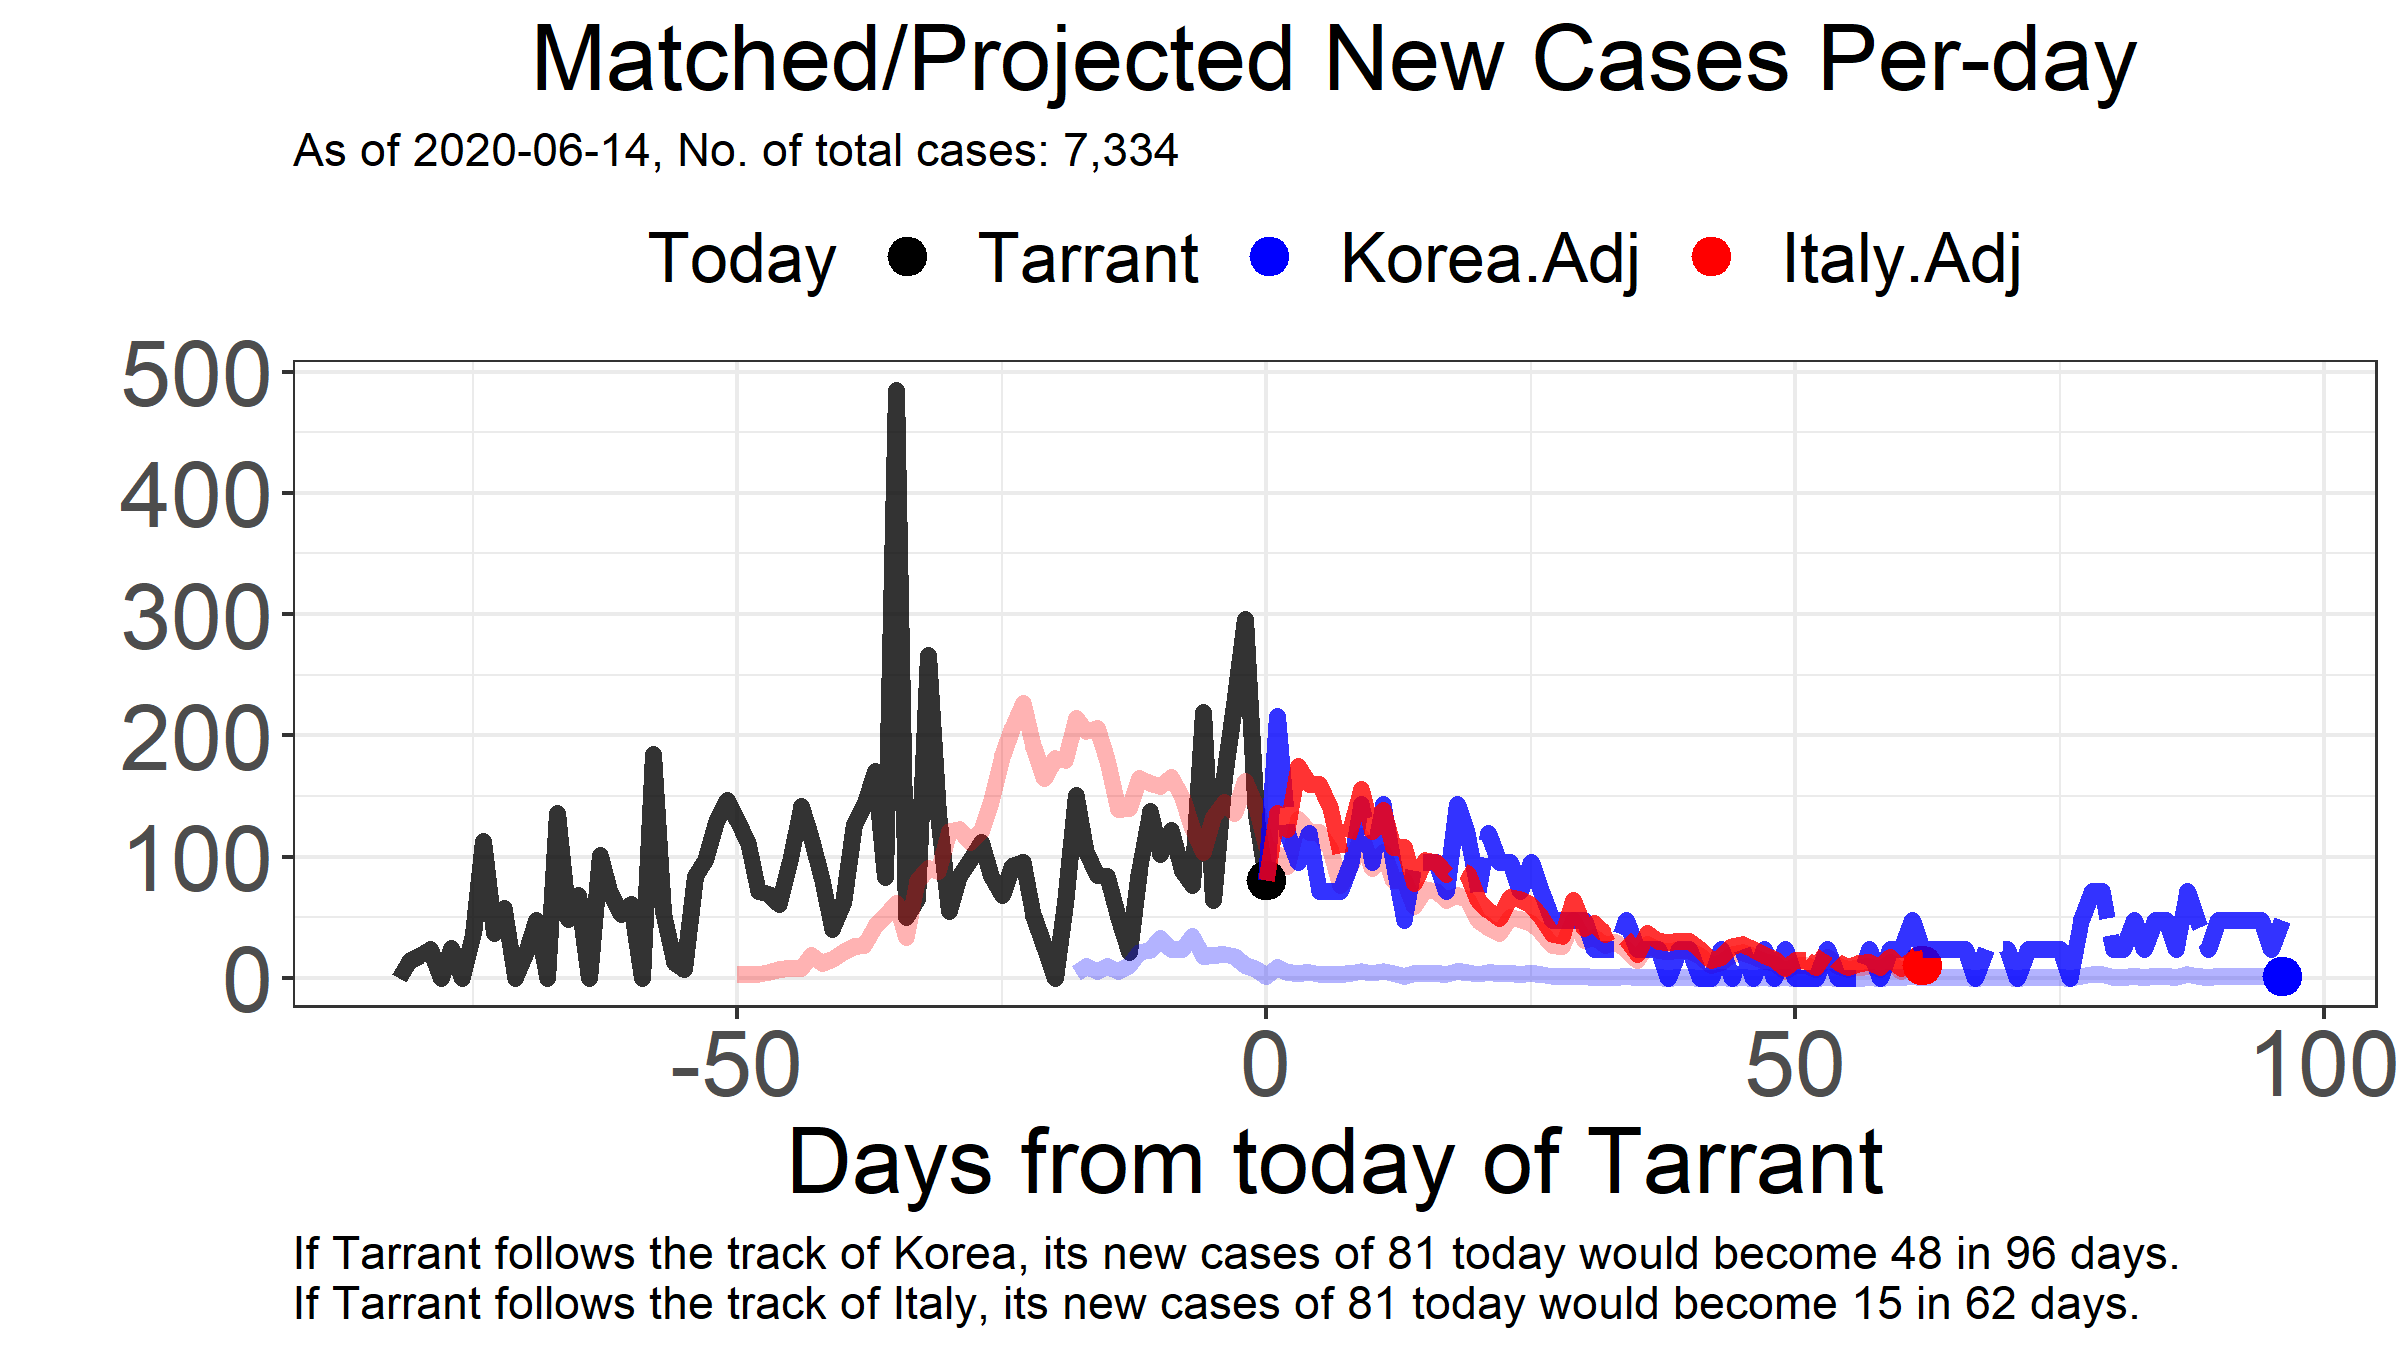 Matched/Projected New Cases Per-day
As of 2020-06-14, No. of total cases: 7,334
Today Tarrant Korea.Adj Italy.Adj
500
400
300
200
100
0
-50 0 50 100
Days from today of Tarrant
If Tarrant follows the track of Korea, its new cases of 81 today would become 48 in 96 days.
If Tarrant follows the track of Italy, its new cases of 81 today would become 15 in 62 days.